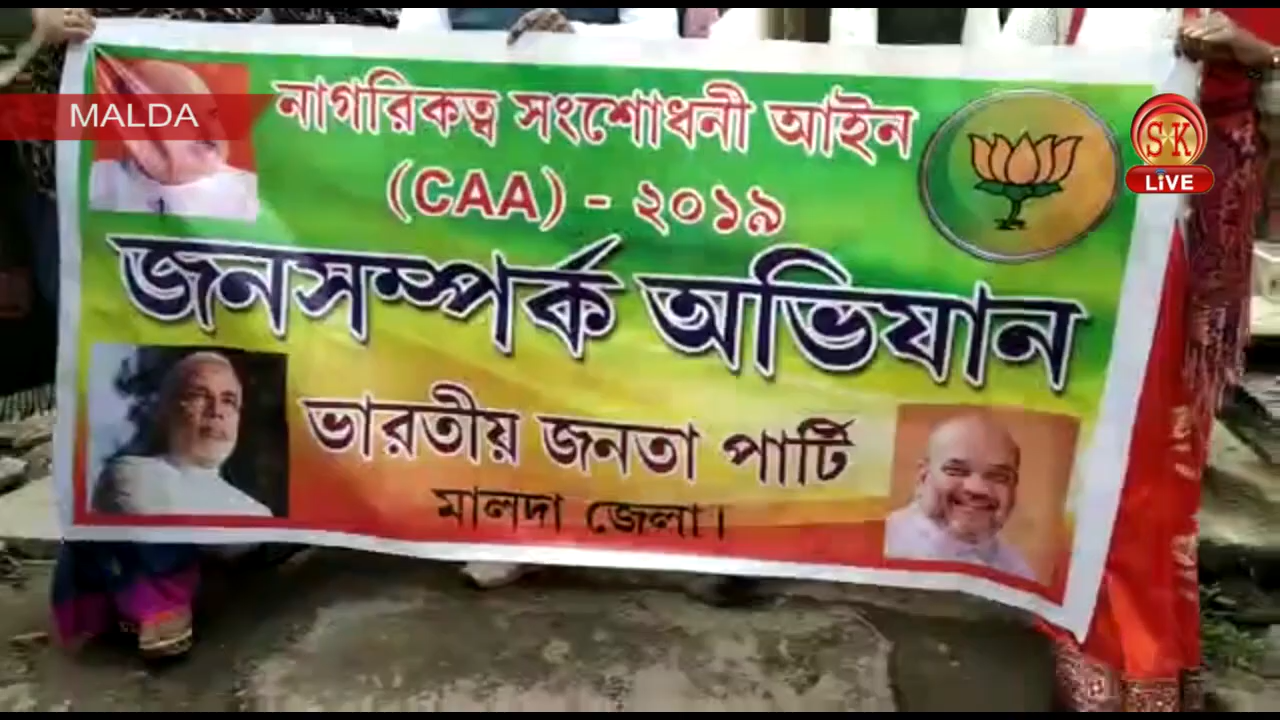 MALDA
নাগরিকত্ব সংশোধনী আইন
(CAA) - ২০১৯
SK
LIVE
জনসম্পর্ক অভিযান
ভারতীয় জনতা পার্টি
মালদা জেলা।